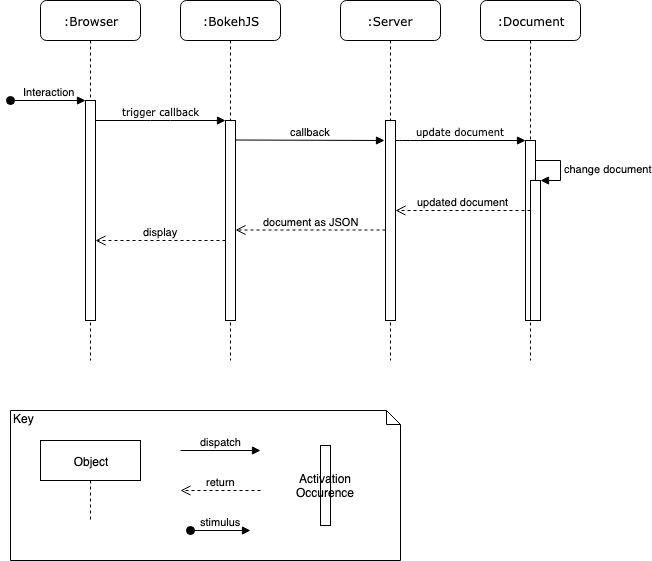 :Browser
:BokehJS
:Server
:Document
Interaction
trigger callback
callback
update document
change document
updated document
document as JSON
display
Key
Object
dispatch
return
stimulus
Activation
Occurence